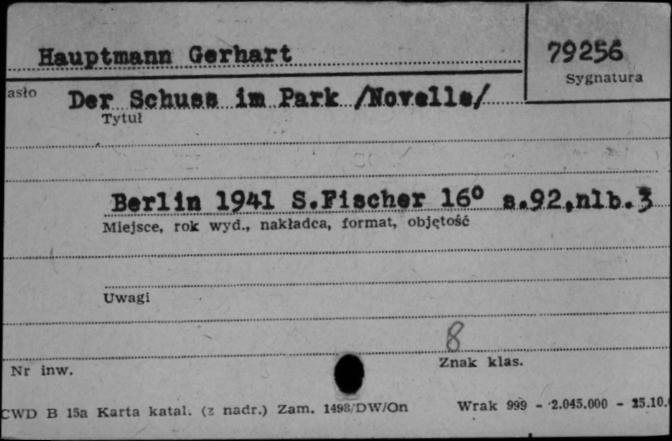 Hauptmann Gerhart
79256
Sygnatura
asło
Der Schuss im Park /Novelle/
Tytuł
Berlin 1941 S.Fischer 16⁰ s.92,nlb.3
Miejsce, rok wyd., nakładca, format, objętość
Uwagi
8
Nr inw.
Znak klas.
CWD B 15a Karta katal. (z nadr.) Zam. 1498/DW/On
Wrak 999 - 2.045.000 - 25.10.